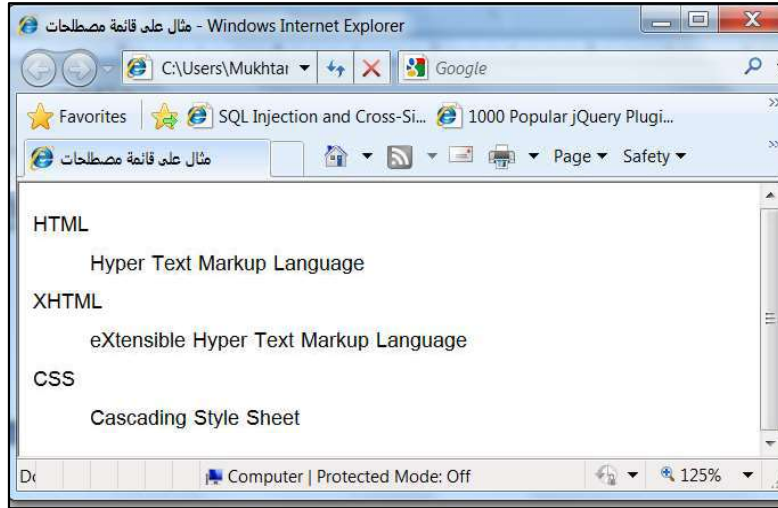 مثال على قائمة مصطلحات - Windows Internet Explorer
C:\Users\Mukhtar Google
Favorites SQL Injection and Cross-Si... 1000 Popular jQuery Plugi...
مثال على قائمة مصطلحات Page Safety
HTML
Hyper Text Markup Language
XHTML
eXtensible Hyper Text Markup Language
CSS
Cascading Style Sheet
Computer | Protected Mode: Off 125%